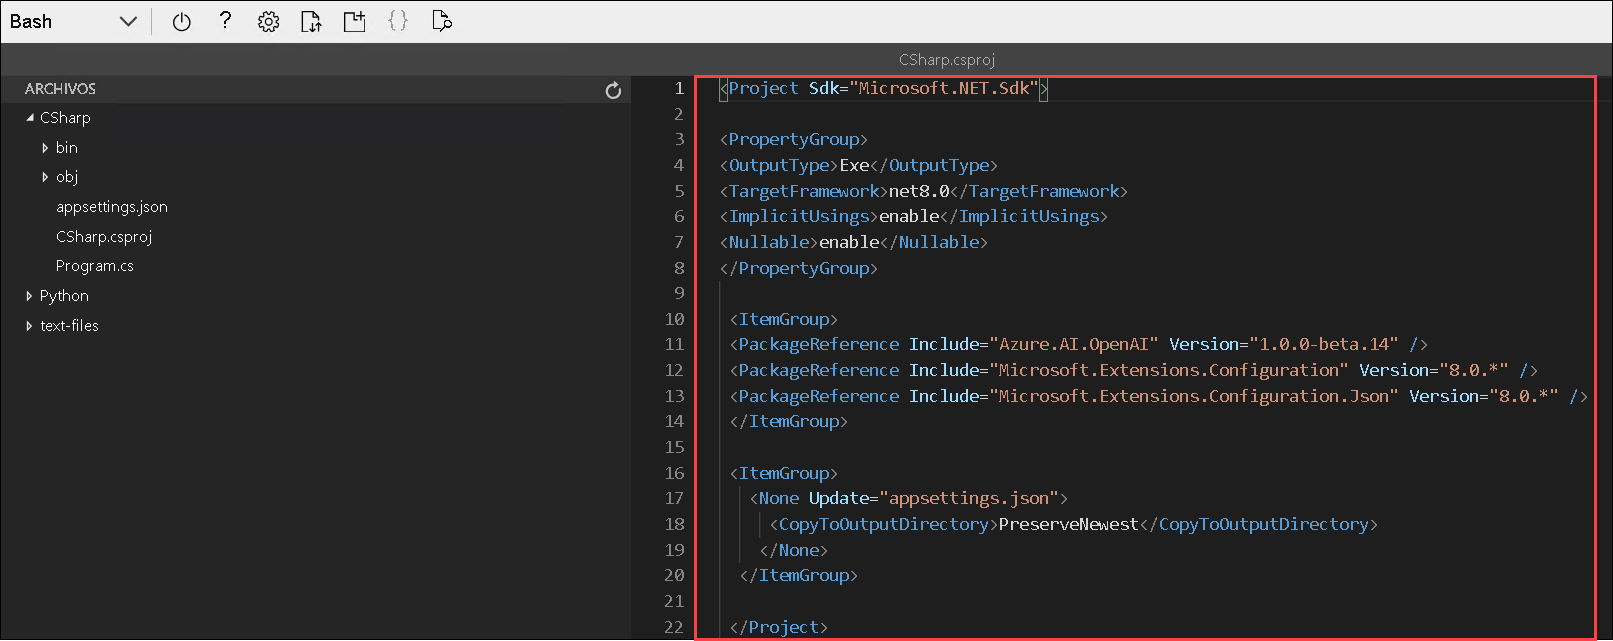 Bash
CSharp.csproj
ARCHIVOS
CSharp
bin
obj
appsettings.json
CSharp.csproj
Program.cs
Python
text-files
1 <Project Sdk="Microsoft.NET.Sdk">
2
3 <PropertyGroup>
4 <OutputType>Exe</OutputType>
5 <TargetFramework>net8.0</TargetFramework>
6 <ImplicitUsings>enable</ImplicitUsings>
7 <Nullable>enable</Nullable>
8 </PropertyGroup>
9
10 <ItemGroup>
11 <PackageReference Include="Azure.AI.OpenAI" Version="1.0.0-beta.14" />
12 <PackageReference Include="Microsoft.Extensions.Configuration" Version="8.0.*" />
13 <PackageReference Include="Microsoft.Extensions.Configuration.Json" Version="8.0.*" />
14 </ItemGroup>
15
16 <ItemGroup>
17 <None Update="appsettings.json">
18 <CopyToOutputDirectory>PreserveNewest</CopyToOutputDirectory>
19 </None>
20 </ItemGroup>
21
22 </Project>